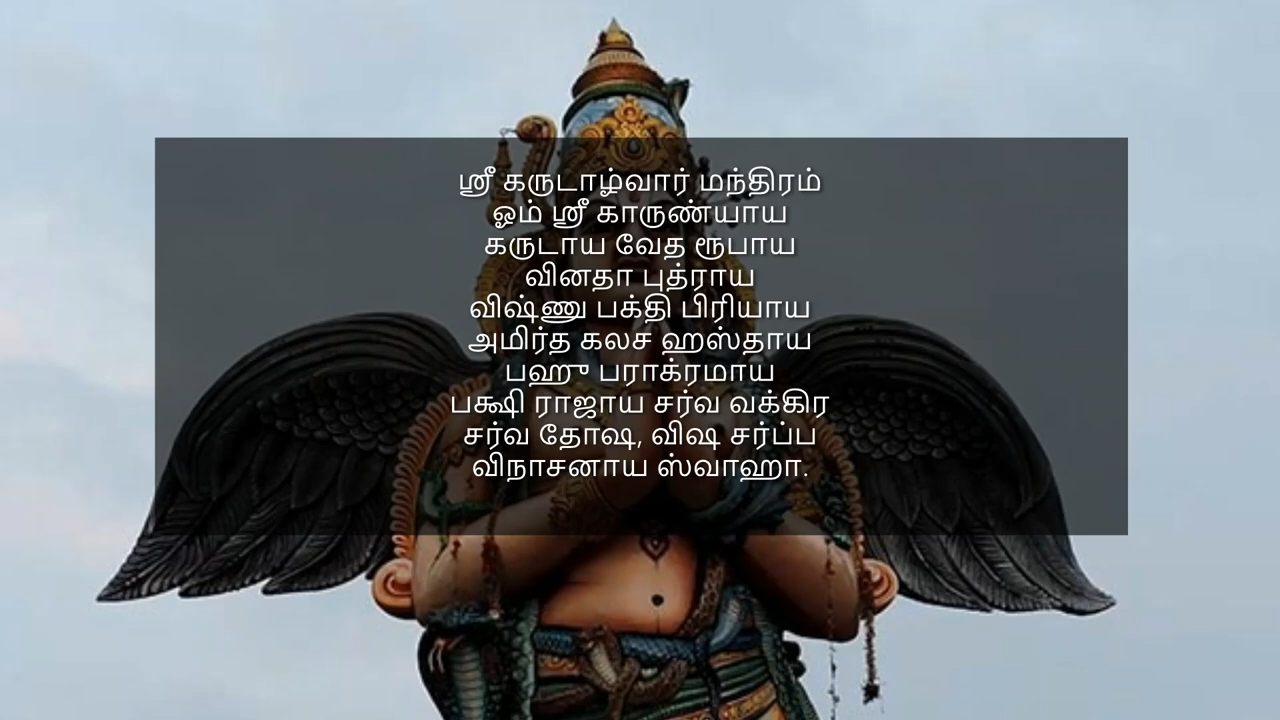 ஸ்ரீ கருடாழ்வார் மந்திரம்
ஓம் ஸ்ரீ காருண்யாய
கருடாய வேத ரூபாய
வினதா புத்ராய
விஷ்ணு பக்தி பிரியாய
அமிர்த கலச ஹஸ்தாய
பஹு பராக்ரமாய
பக்ஷி ராஜாய சர்வ வக்கிர
சர்வ தோஷ, விஷ சர்ப்ப
விநாசனாய ஸ்வாஹா.